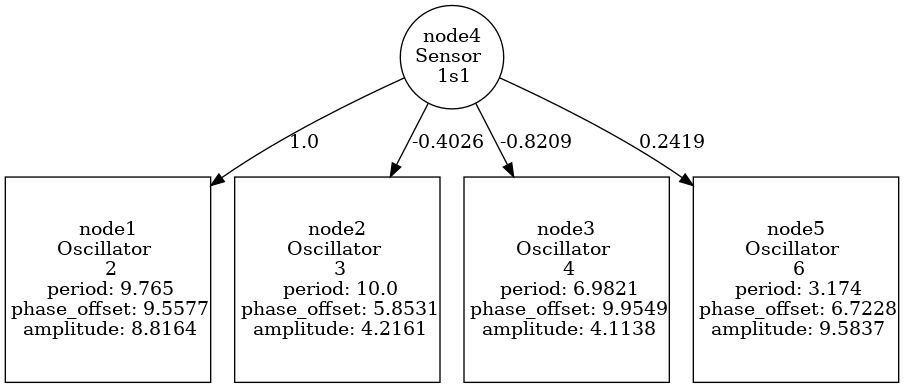 node4
Sensor
1s1
1.0
-0.4026
-0.8209
0.2419
node1
Oscillator
2
period: 9.765
phase_offset: 9.5577
amplitude: 8.8164
node2
Oscillator
3
period: 10.0
phase_offset: 5.8531
amplitude: 4.2161
node3
Oscillator
4
period: 6.9821
phase_offset: 9.9549
amplitude: 4.1138
node5
Oscillator
6
period: 3.174
phase_offset: 6.7228
amplitude: 9.5837